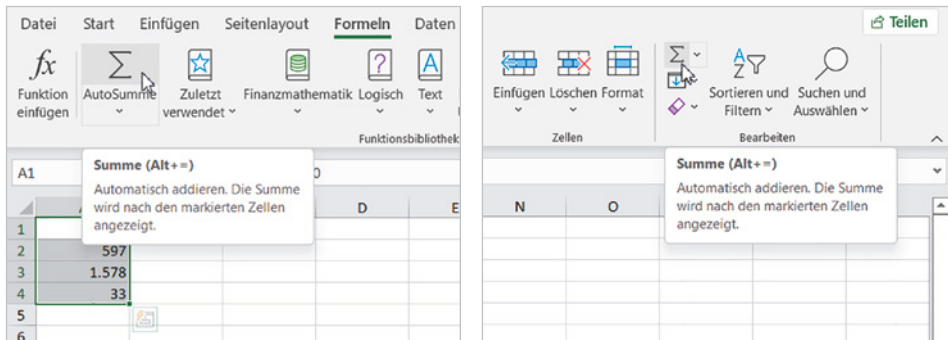 Datei Start Einfügen Seitenlayout Formeln Daten
fx Σ ? A
Funktion einfügen
AutoSumme
Zuletzt verwendet
Finanzmathematik
Logisch
Text
Funktionsbibliothek
A1
0
Summe (Alt+=)
Automatisch addieren. Die Summe
wird nach den markierten Zellen
angezeigt.
D E
1
2 597
3 1.578
4 33
5
6
Teilen
Σ
A
Z
Einfügen Löschen Format
Sortieren und
Filtern
Suchen und
Auswählen
Zellen
Bearbeiten
Summe (Alt+=)
Automatisch addieren. Die Summe
wird nach den markierten Zellen
angezeigt.
N O